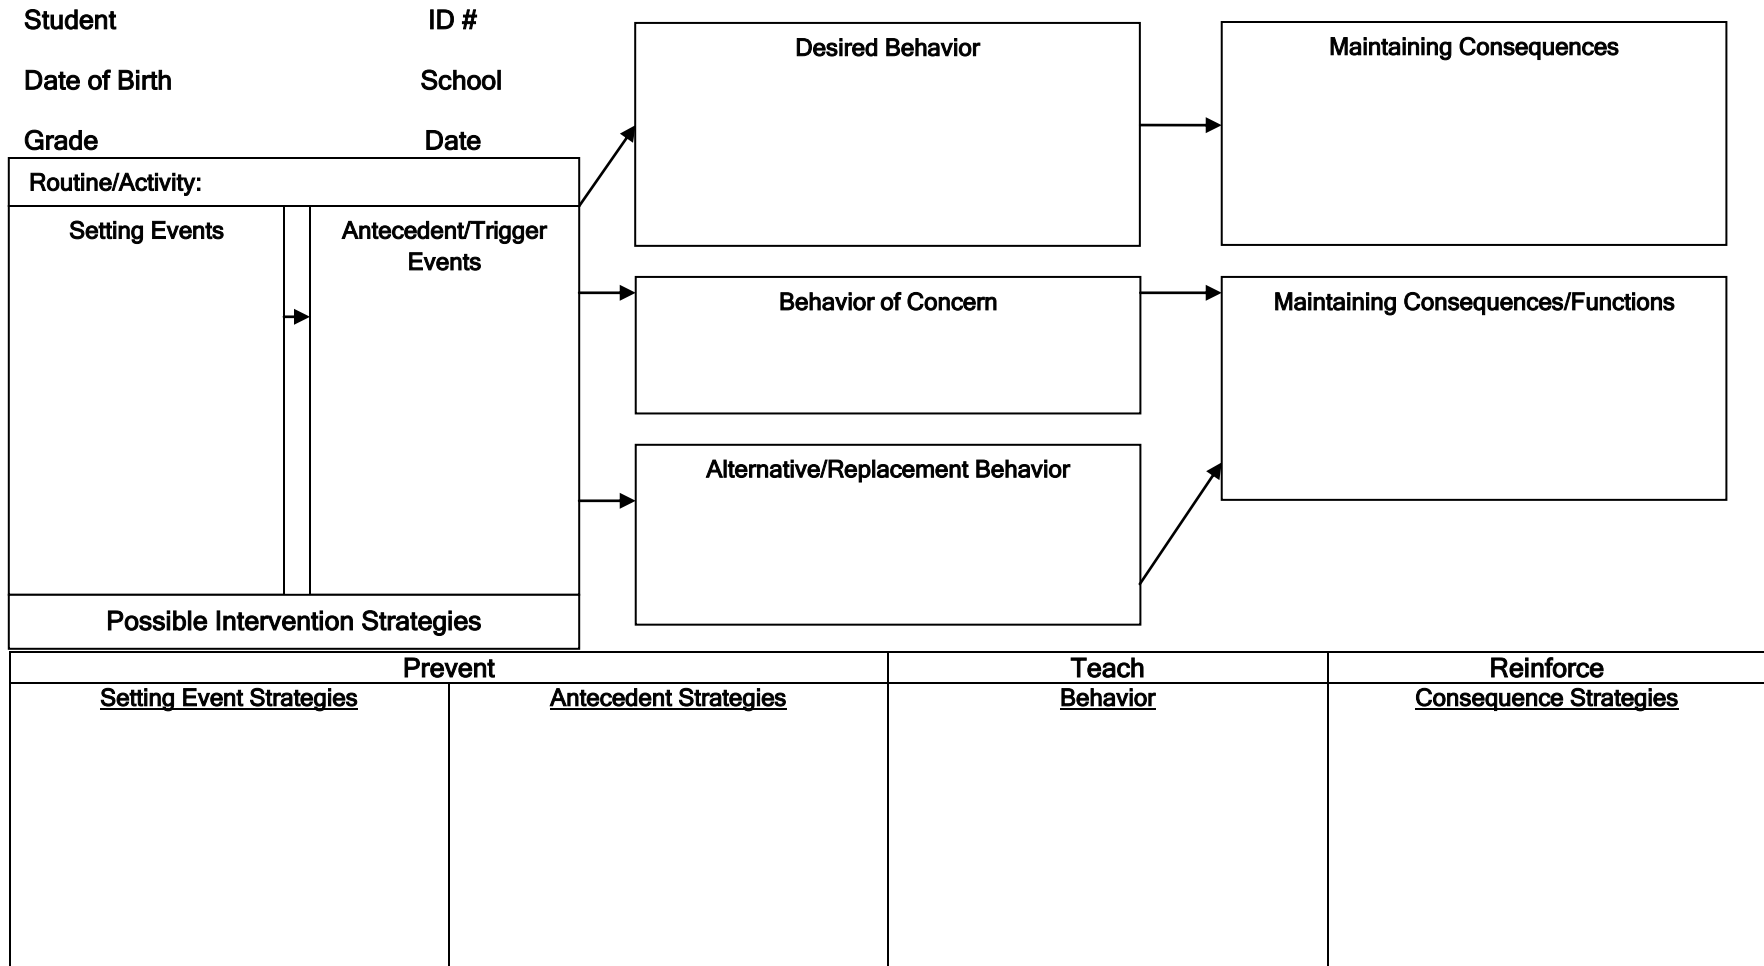 Student ID #
Date of Birth School
Grade Date
Routine/Activity:
Setting Events
Antecedent/Trigger
Events
Desired Behavior
Maintaining Consequences
Behavior of Concern
Maintaining Consequences/Functions
Alternative/Replacement Behavior
Possible Intervention Strategies
Prevent Teach Reinforce
Setting Event Strategies Antecedent Strategies Behavior Consequence Strategies